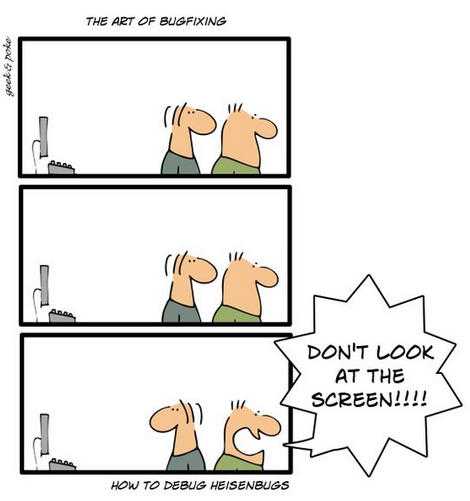 THE ART OF BUGFIXING
geek & poke
DON'T LOOK
AT THE
SCREEN!!!!
HOW TO DEBUG HEISENBUGS